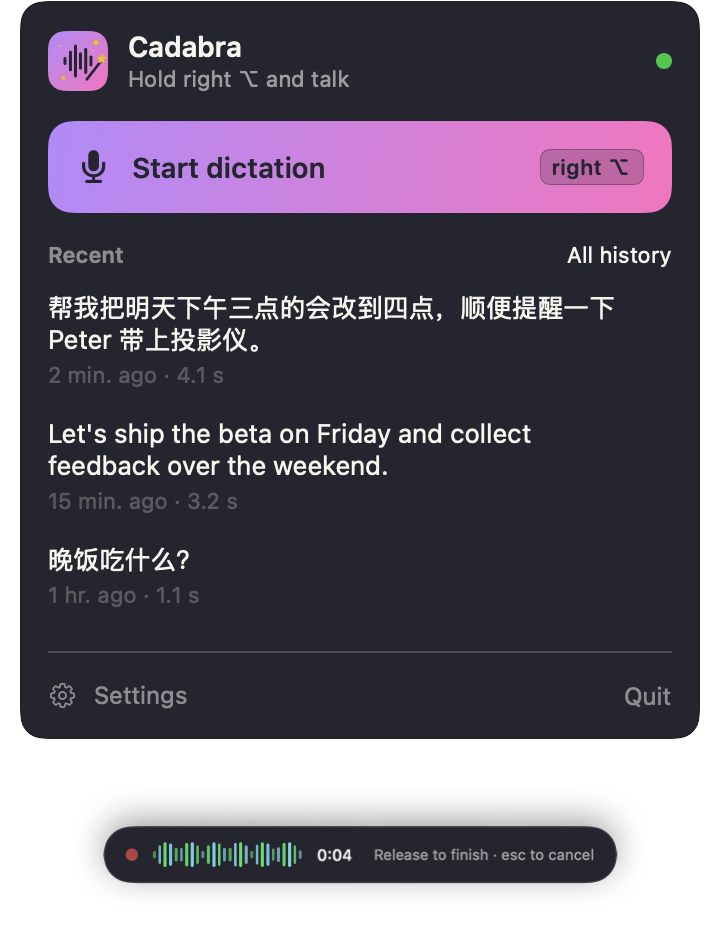 Cadabra
Hold right ⌥ and talk
Start dictation
right ⌥
Recent
All history
帮我把明天下午三点的会改到四点，顺便提醒一下
Peter 带上投影仪。
2 min. ago · 4.1 s
Let's ship the beta on Friday and collect
feedback over the weekend.
15 min. ago · 3.2 s
晚饭吃什么？
1 hr. ago · 1.1 s
Settings
Quit
0:04
Release to finish · esc to cancel